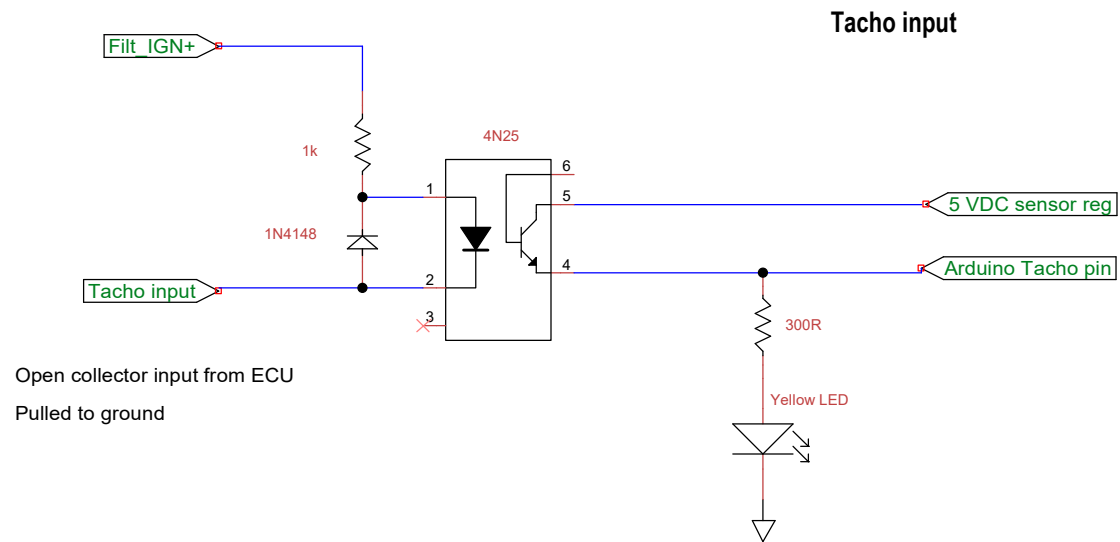 Tacho input
Filt_IGN+
4N25
1k
6
1
5
5 VDC sensor reg
1N4148
4
Arduino Tacho pin
2
Tacho input
3
300R
Open collector input from ECU
Yellow LED
Pulled to ground